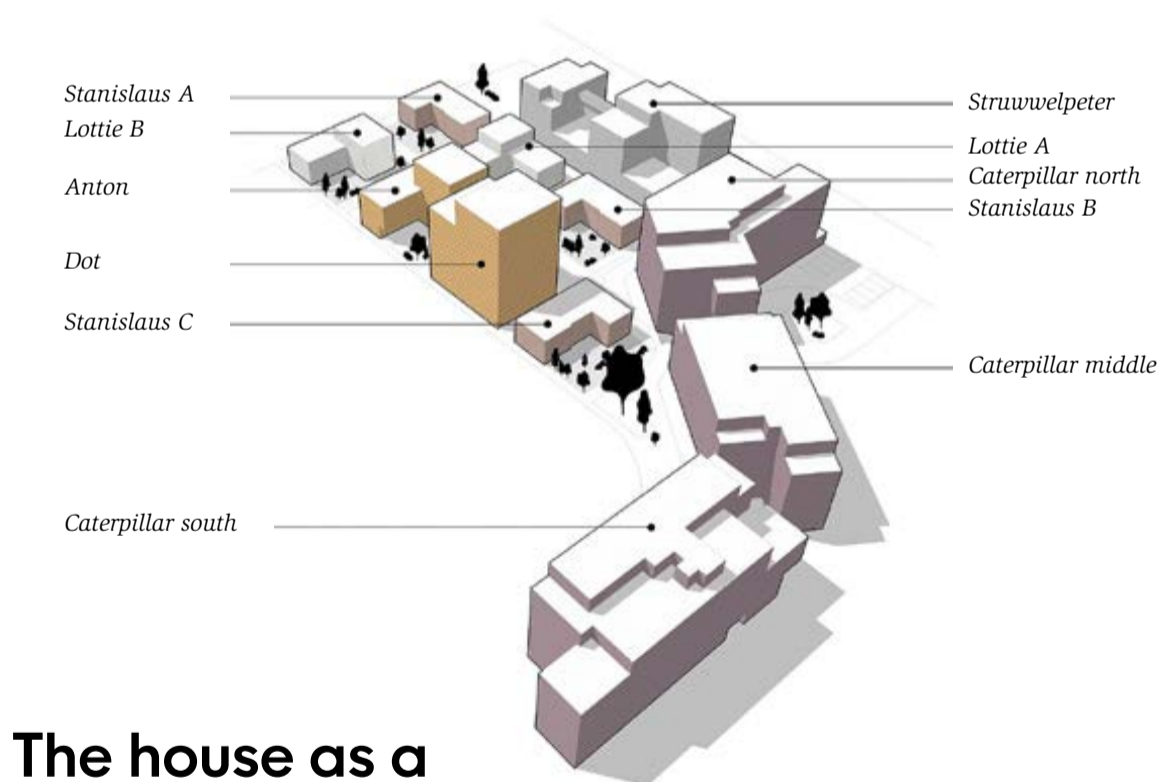 Stanislaus A
Lottie B
Anton
Dot
Stanislaus C
Caterpillar south
Struwwelpeter
Lottie A
Caterpillar north
Stanislaus B
Caterpillar middle
The house as a